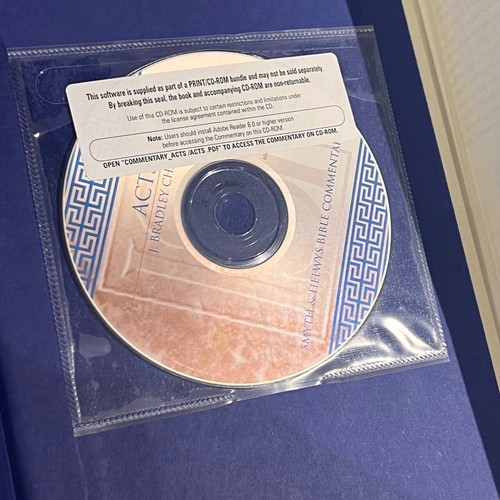 This software is supplied as part of a PRINT/CD-ROM bundle and may not be sold separately.
By breaking this seal, the book and accompanying CD-ROM are non-returnable.
Use of this CD-ROM is subject to certain restrictions and limitations under
the license agreement contained within the CD.
Note: Users should install Adobe Reader 6.0 or higher version
before accessing the Commentary on this CD-ROM.
OPEN "COMMENTARY_ACTS /ACTS .PDF" TO ACCESS THE COMMENTARY ON CD-ROM.
ACT
J. BRADLEY CH
SMYTH & HELWYS BIBLE COMMENTAR